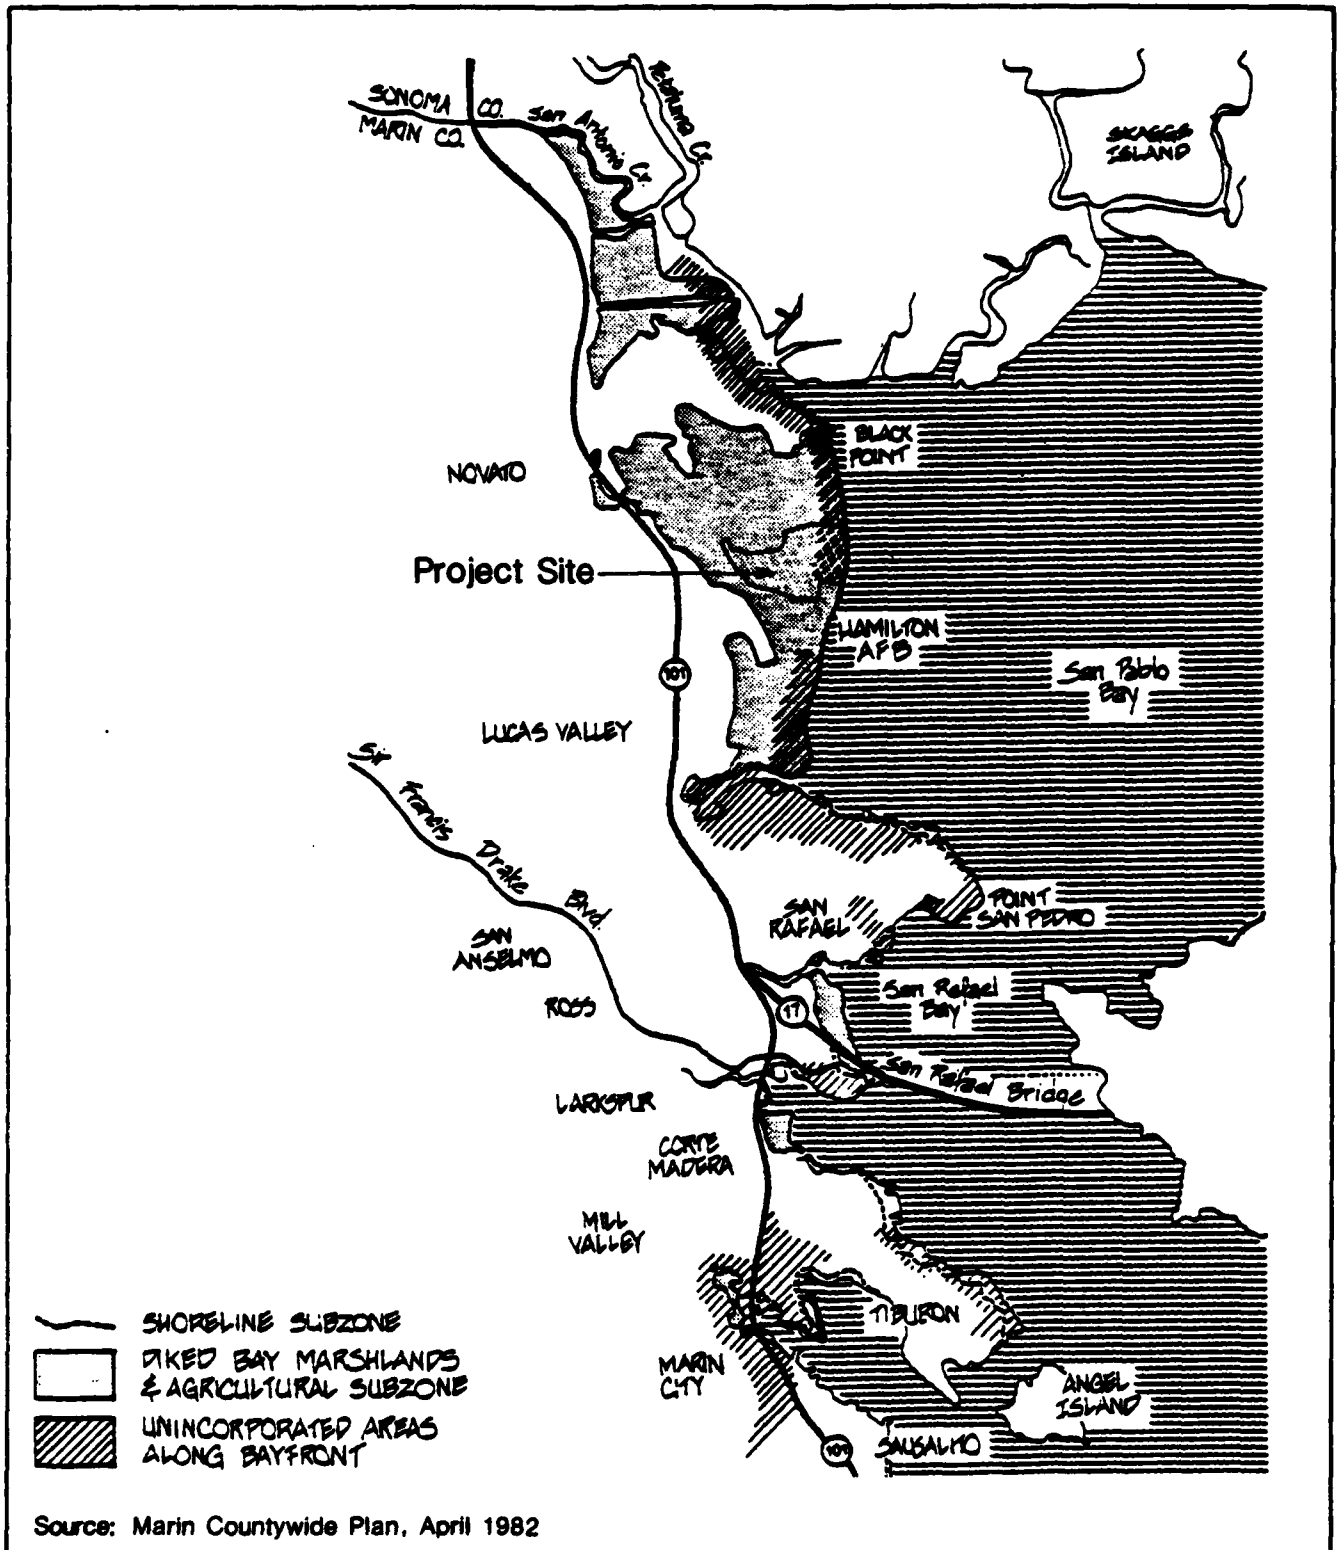 SONOMA CO.
MARIN CO.
San Antonio Cr.
Petaluma Cr.
SKAGGS
ISLAND
BLACK
POINT
NOVATO
Project Site
HAMILTON
AFB
101
San Pablo
Bay
LUCAS VALLEY
Sir Francis Drake Blvd.
SAN
RAFAEL
POINT
SAN PEDRO
SAN
ANSELMO
ROSS
17
San Rafael
Bay
San Rafael Bridge
LARKSPUR
CORTE
MADERA
MILL
VALLEY
TIBURON
MARIN
CITY
ANGEL
ISLAND
101
SAUSALITO
SHORELINE SUBZONE
DIKED BAY MARSHLANDS
& AGRICULTURAL SUBZONE
UNINCORPORATED AREAS
ALONG BAYFRONT
Source: Marin Countywide Plan, April 1982